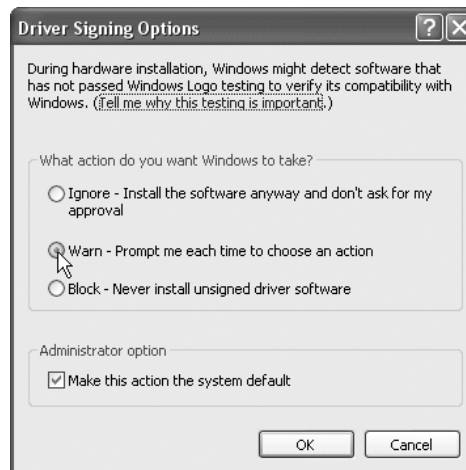 Driver Signing Options
During hardware installation, Windows might detect software that
has not passed Windows Logo testing to verify its compatibility with
Windows. (Tell me why this testing is important.)
What action do you want Windows to take?
Ignore - Install the software anyway and don't ask for my
approval
Warn - Prompt me each time to choose an action
Block - Never install unsigned driver software
Administrator option
Make this action the system default
OK Cancel